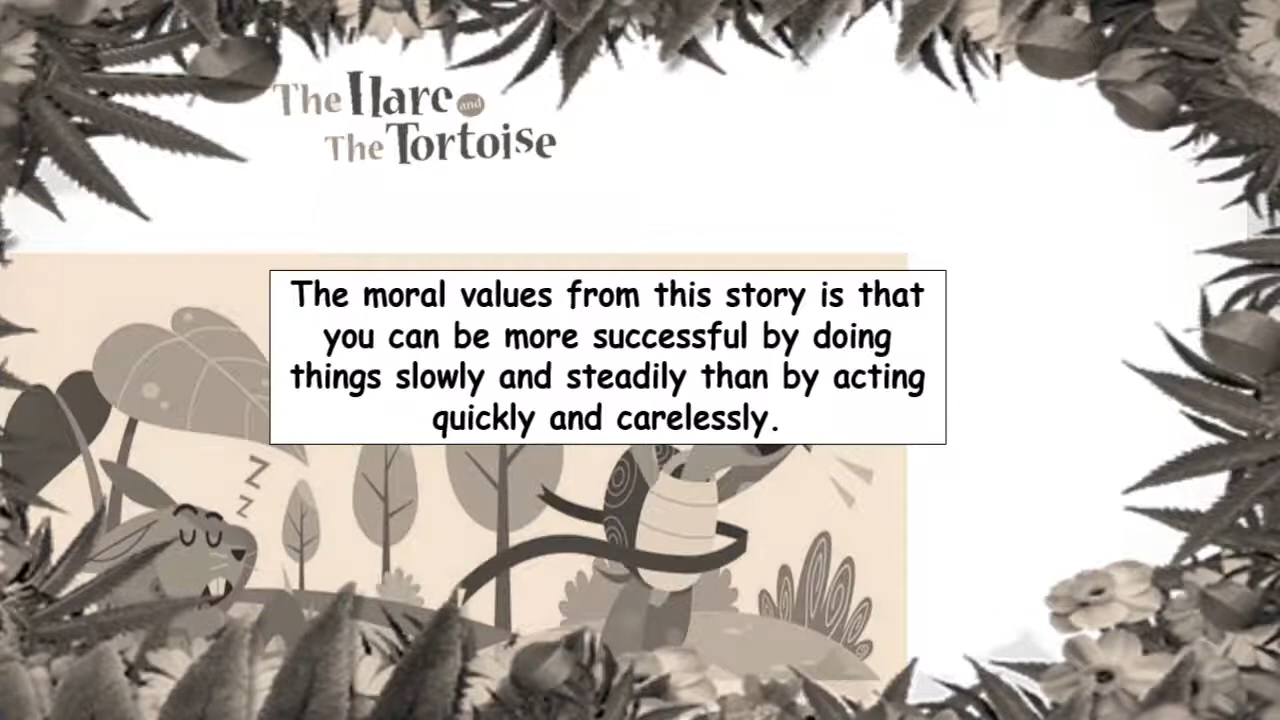 The Hare and
The Tortoise
The moral values from this story is that
you can be more successful by doing
things slowly and steadily than by acting
quickly and carelessly.
Z
Z